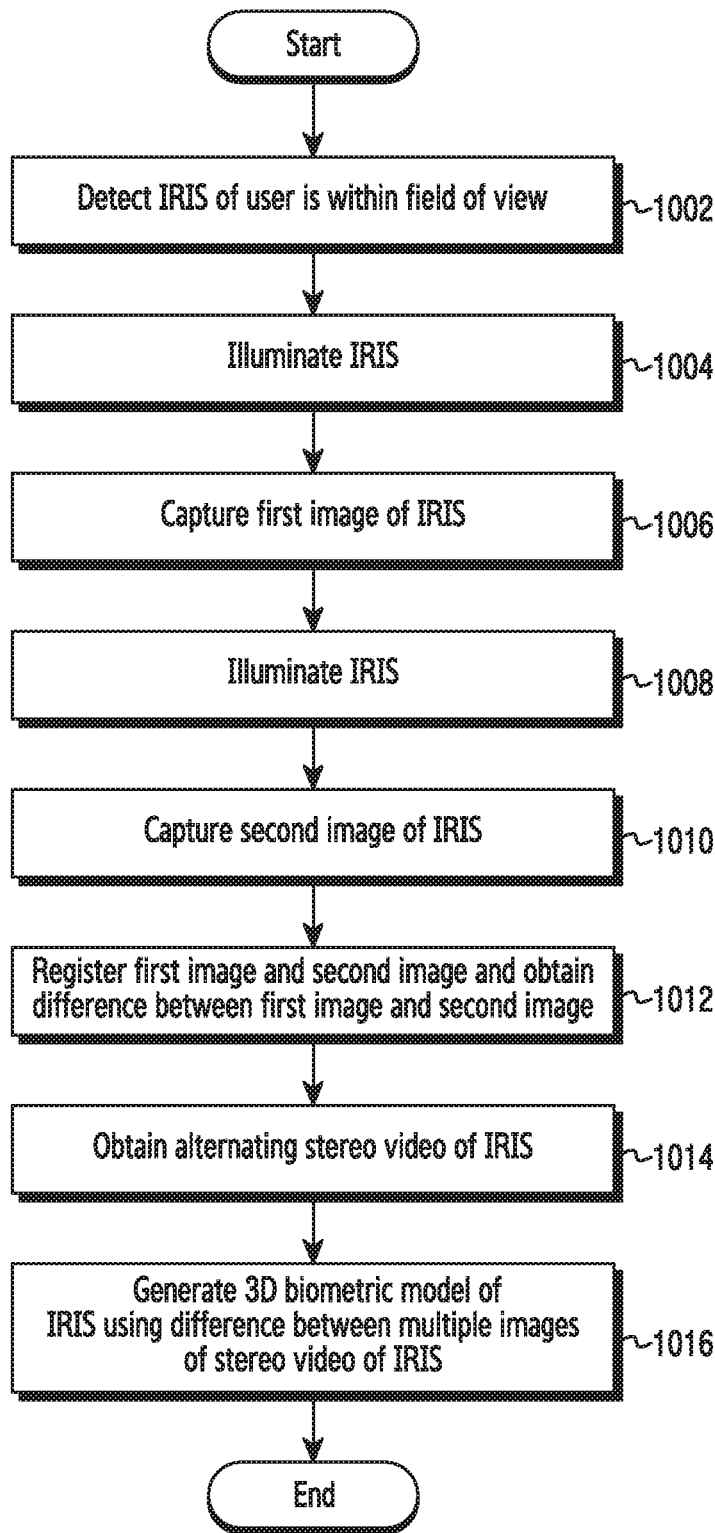 Start
Detect IRIS of user is within field of view
1002
Illuminate IRIS
1004
Capture first image of IRIS
1006
Illuminate IRIS
1008
Capture second image of IRIS
1010
Register first image and second image and obtain
difference between first image and second image
1012
Obtain alternating stereo video of IRIS
1014
Generate 3D biometric model of
IRIS using difference between multiple images
of stereo video of IRIS
1016
End